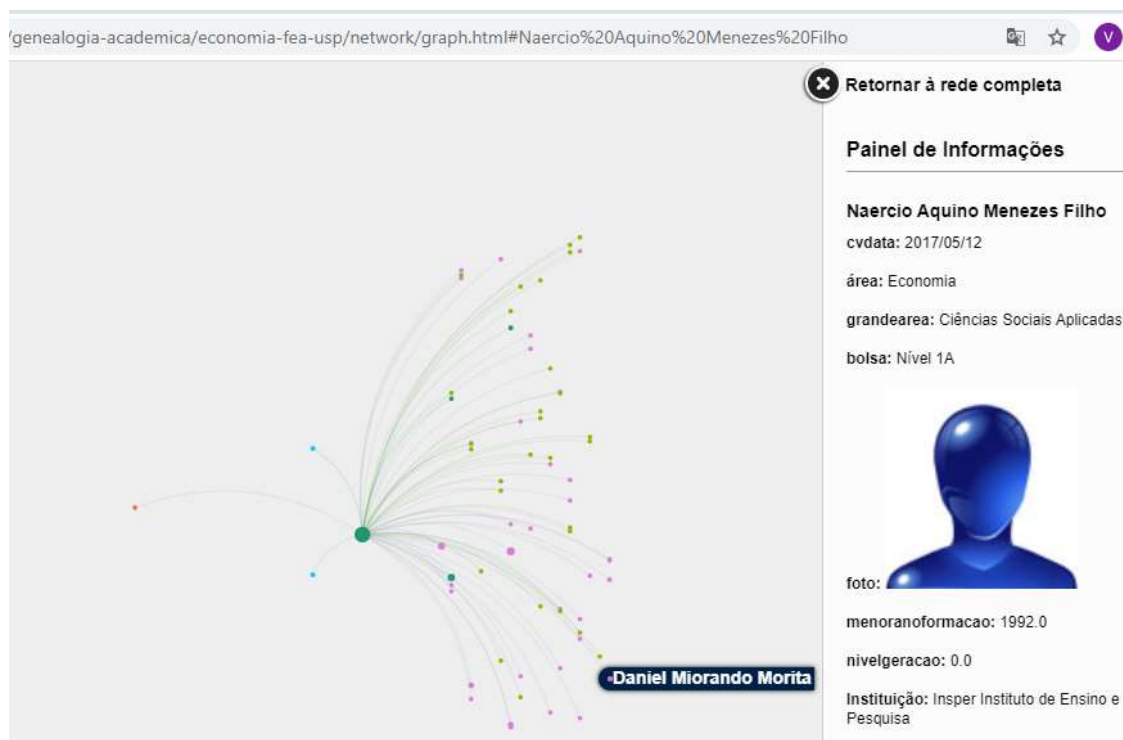 /genealogia-academica/economia-fea-usp/network/graph.html#Naercio%20Aquino%20Menezes%20Filho
V
Retornar à rede completa
Painel de Informações
Naercio Aquino Menezes Filho
cvdata: 2017/05/12
área: Economia
grandearea: Ciências Sociais Aplicadas
bolsa: Nível 1A
foto:
menoranoformacao: 1992.0
nivelgeracao: 0.0
Instituição: Insper Instituto de Ensino e
Pesquisa
Daniel Miorando Morita